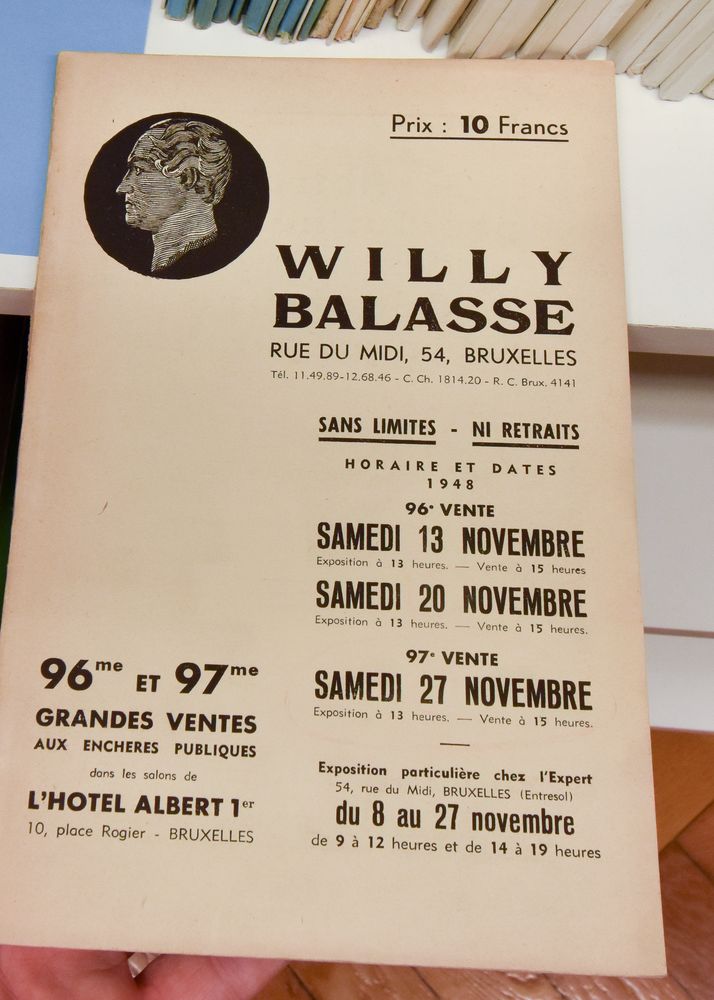 Prix : 10 Francs
WILLY
BALASSE
RUE DU MIDI, 54, BRUXELLES
Tél. 11.49.89-12.68.46 - C. Ch. 1814.20 - R. C. Brux. 4141
SANS LIMITES - NI RETRAITS
HORAIRE ET DATES
1948
96e VENTE
SAMEDI 13 NOVEMBRE
Exposition à 13 heures. — Vente à 15 heures
SAMEDI 20 NOVEMBRE
Exposition à 13 heures. — Vente à 15 heures.
97e VENTE
SAMEDI 27 NOVEMBRE
Exposition à 13 heures. — Vente à 15 heures.
96me ET 97me
GRANDES VENTES
AUX ENCHERES PUBLIQUES
dans les salons de
L'HOTEL ALBERT 1er
10, place Rogier - BRUXELLES
Exposition particulière chez l'Expert
54, rue du Midi, BRUXELLES (Entresol)
du 8 au 27 novembre
de 9 à 12 heures et de 14 à 19 heures